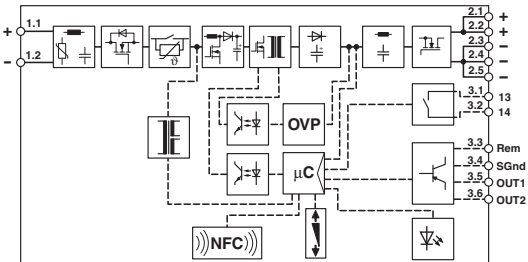 2.1 +
+ 1.1
2.2 +
2.3 −
− 1.2
2.4 −
2.5 −
ϑ
3.1 13
3.2 14
OVP
3.3 Rem
μC
3.4 SGnd
3.5 OUT1
3.6 OUT2
NFC